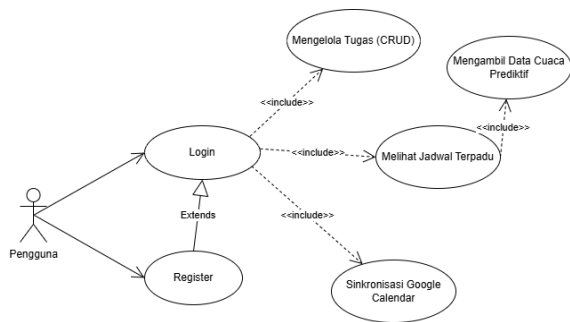 Mengelola Tugas (CRUD)
Mengambil Data Cuaca
Prediktif
<<include>>
<<include>>
Login
<<include>>
Melihat Jadwal Terpadu
Extends
<<include>>
Pengguna
Register
Sinkronisasi Google
Calendar